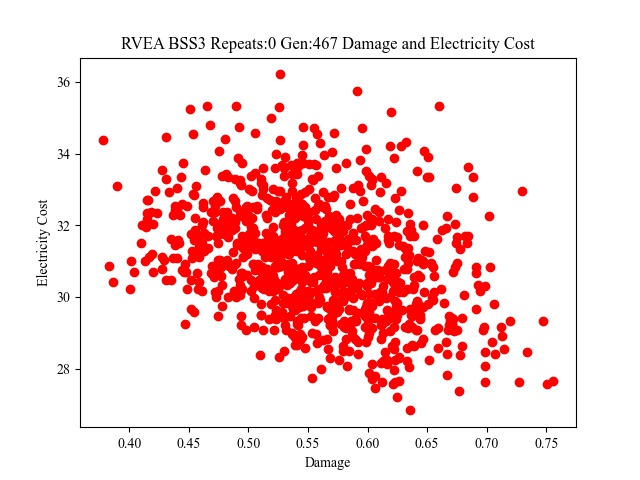 RVEA BSS3 Repeats:0 Gen:467 Damage and Electricity Cost
36
34
32
30
28
Electricity Cost
0.40 0.45 0.50 0.55 0.60 0.65 0.70 0.75
Damage